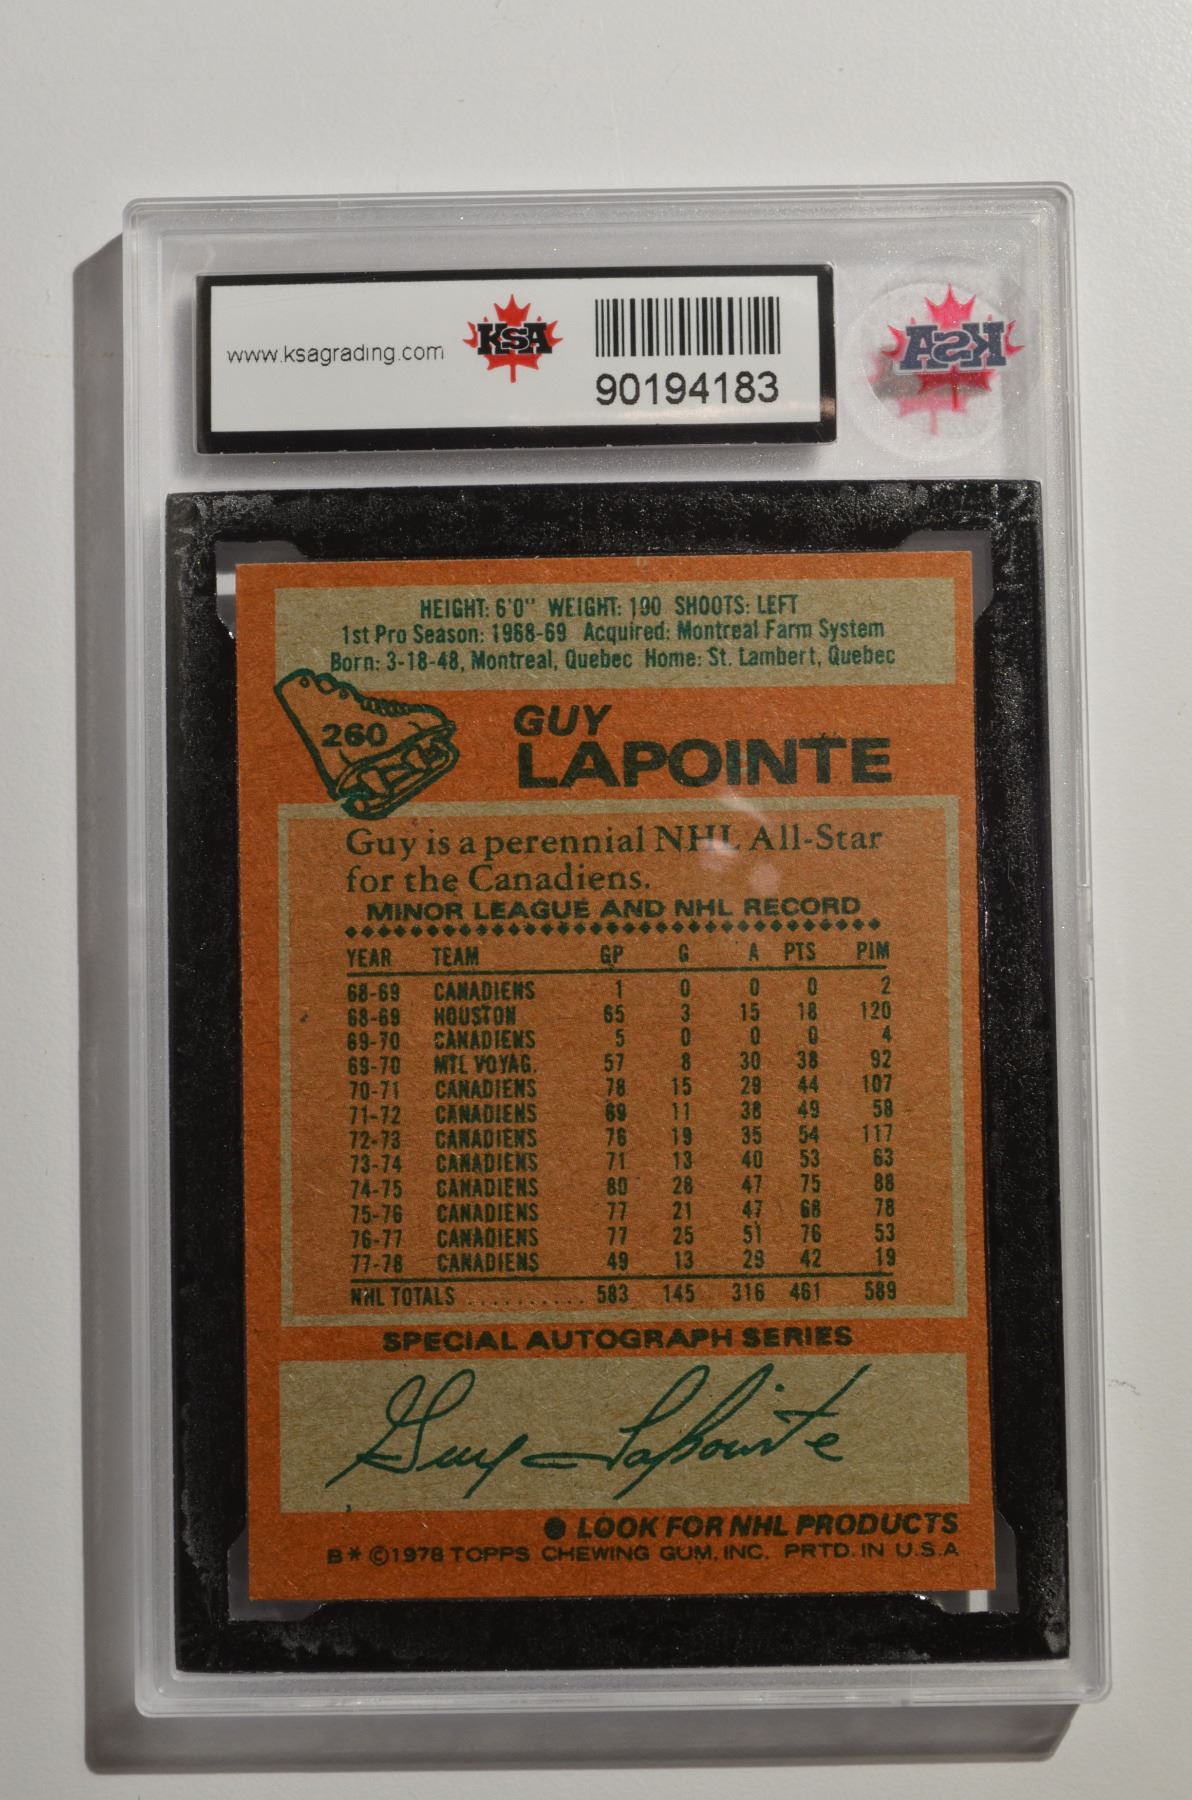 www.ksagrading.com
KSA
90194183
KSA
HEIGHT: 6'0" WEIGHT: 190 SHOOTS: LEFT
1st Pro Season: 1968-69 Acquired: Montreal Farm System
Born: 3-18-48, Montreal, Quebec Home: St. Lambert, Quebec
260
GUY
LAPOINTE
Guy is a perennial NHL All-Star
for the Canadiens.
MINOR LEAGUE AND NHL RECORD
YEAR TEAM GP G A PTS PIM
68-69 CANADIENS 1 0 0 0 2
68-69 HOUSTON 65 3 15 18 120
69-70 CANADIENS 5 0 0 0 4
69-70 MTL VOYAG. 57 8 30 38 92
70-71 CANADIENS 78 15 29 44 107
71-72 CANADIENS 69 11 38 49 58
72-73 CANADIENS 76 19 35 54 117
73-74 CANADIENS 71 13 40 53 63
74-75 CANADIENS 80 28 47 75 88
75-76 CANADIENS 77 21 47 68 78
76-77 CANADIENS 77 25 51 76 53
77-78 CANADIENS 49 13 29 42 19
NHL TOTALS .......... 583 145 316 461 589
SPECIAL AUTOGRAPH SERIES
Guy Lapointe
● LOOK FOR NHL PRODUCTS
B* ©1978 TOPPS CHEWING GUM, INC. PRTD. IN U.S.A